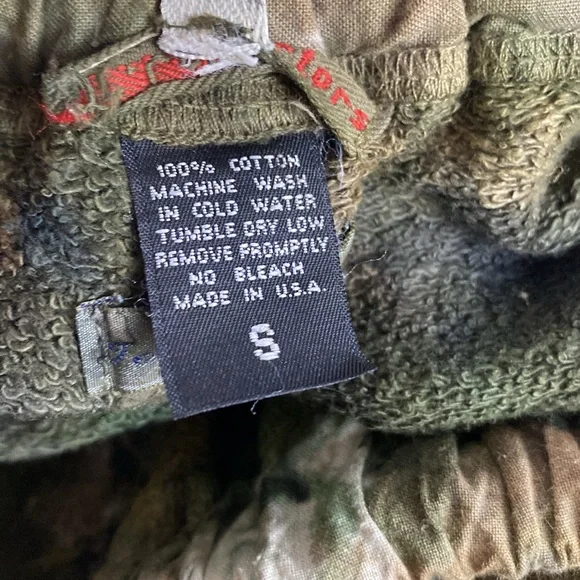 100% COTTON
MACHINE WASH
IN COLD WATER
TUMBLE DRY LOW
REMOVE PROMPTLY
NO BLEACH
MADE IN U.S.A.
S